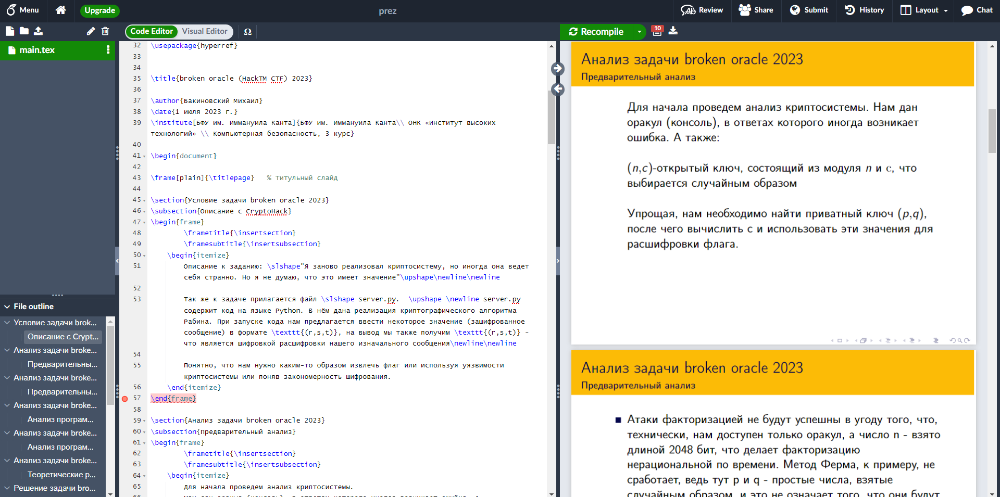 Menu
Upgrade
prez
Review
Share
Submit
History
Layout
Chat
Code Editor
Visual Editor
Ω
Recompile
10
main.tex
File outline
Условие задачи brok...
Описание с Crypt...
Анализ задачи broke...
Предварительны...
Анализ задачи broke...
Предварительны...
Анализ задачи broke...
Анализ програм...
Анализ задачи broke...
Анализ програм...
Анализ задачи broke...
Теоретические р...
Решение задачи bro...
32 \usepackage{hyperref}
33
34
35 \title{broken oracle (HackTM CTF) 2023}
36
37 \author{Бакиновский Михаил}
38 \date{1 июля 2023 г.}
39 \institute[БФУ им. Иммануила Канта]{БФУ им. Иммануила Канта\\ ОНК «Институт высоких
технологий» \\ Компьютерная безопасность, 3 курс}
40
41 \begin{document}
42
43 \frame[plain]{\titlepage} % Титульный слайд
44
45 \section{Условие задачи broken oracle 2023}
46 \subsection{Описание с CryptoHack}
47 \begin{frame}
48 \frametitle{\insertsection}
49 \framesubtitle{\insertsubsection}
50 \begin{itemize}
51 Описание к заданию: \slshape"Я заново реализовал криптосистему, но иногда она ведет
себя странно. Но я не думаю, что это имеет значение"\upshape\newline\newline
52
53 Так же к задаче прилагается файл \slshape server.py. \upshape \newline server.py
содержит код на языке Python. В нём дана реализация криптографического алгоритма
Рабина. При запуске кода нам предлагается ввести некоторое значение (зашифрованное
сообщение) в формате \texttt{(r,s,t)}, на вывод мы также получим \texttt{(r,s,t)} -
что является шифровкой расшифровки нашего изначального сообщения\newline\newline
54
55 Понятно, что нам нужно каким-то образом извлечь флаг или используя уязвимости
криптосистемы или поняв закономерность шифрования.
56 \end{itemize}
57 \end{frame}
58
59 \section{Анализ задачи broken oracle 2023}
60 \subsection{Предварительный анализ}
61 \begin{frame}
62 \frametitle{\insertsection}
63 \framesubtitle{\insertsubsection}
64 \begin{itemize}
65 Для начала проведем анализ криптосистемы.
Анализ задачи broken oracle 2023
Предварительный анализ
Для начала проведем анализ криптосистемы. Нам дан
оракул (консоль), в ответах которого иногда возникает
ошибка. А также:
(n,c)-открытый ключ, состоящий из модуля n и c, что
выбирается случайным образом
Упрощая, нам необходимо найти приватный ключ (p,q),
после чего вычислить с и использовать эти значения для
расшифровки флага.
Анализ задачи broken oracle 2023
Предварительный анализ
Атаки факторизацией не будут успешны в угоду того, что,
технически, нам доступен только оракул, а число n - взято
длиной 2048 бит, что делает факторизацию
нерациональной по времени. Метод Ферма, к примеру, не
сработает, ведь тут p и q - простые числа, взятые
случайным образом, и это не означает того, что они будут